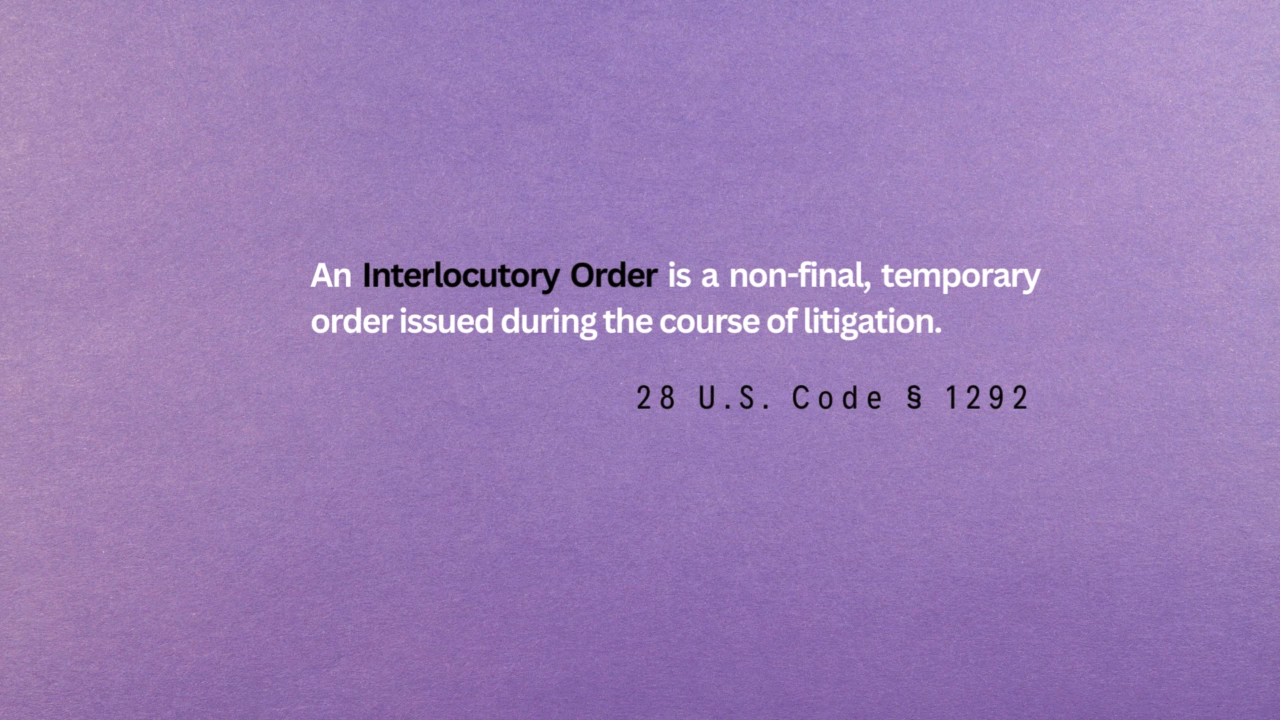 An Interlocutory Order is a non-final, temporary
order issued during the course of litigation.
28 U.S. Code § 1292